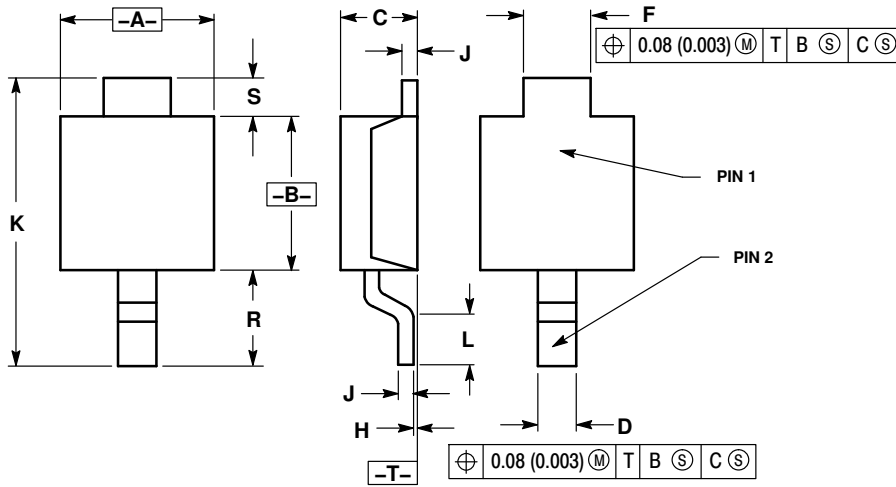 –A–
C
F
⌖ 0.08 (0.003) Ⓜ T B Ⓢ C Ⓢ
J
S
–B–
K
PIN 1
PIN 2
R
L
J
H
D
–T–
⌖ 0.08 (0.003) Ⓜ T B Ⓢ C Ⓢ